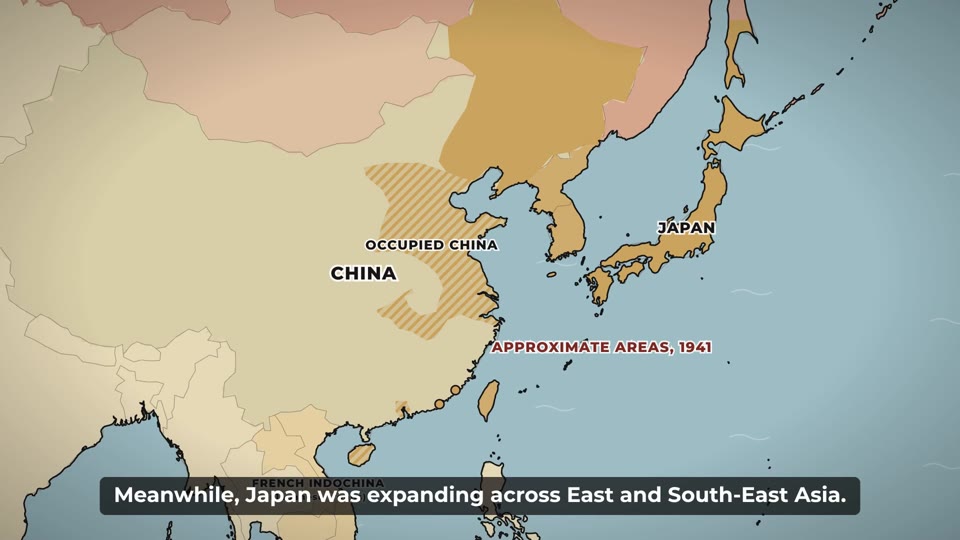 JAPAN
OCCUPIED CHINA
CHINA
APPROXIMATE AREAS, 1941
FRENCH INDOCHINA
Meanwhile, Japan was expanding across East and South-East Asia.